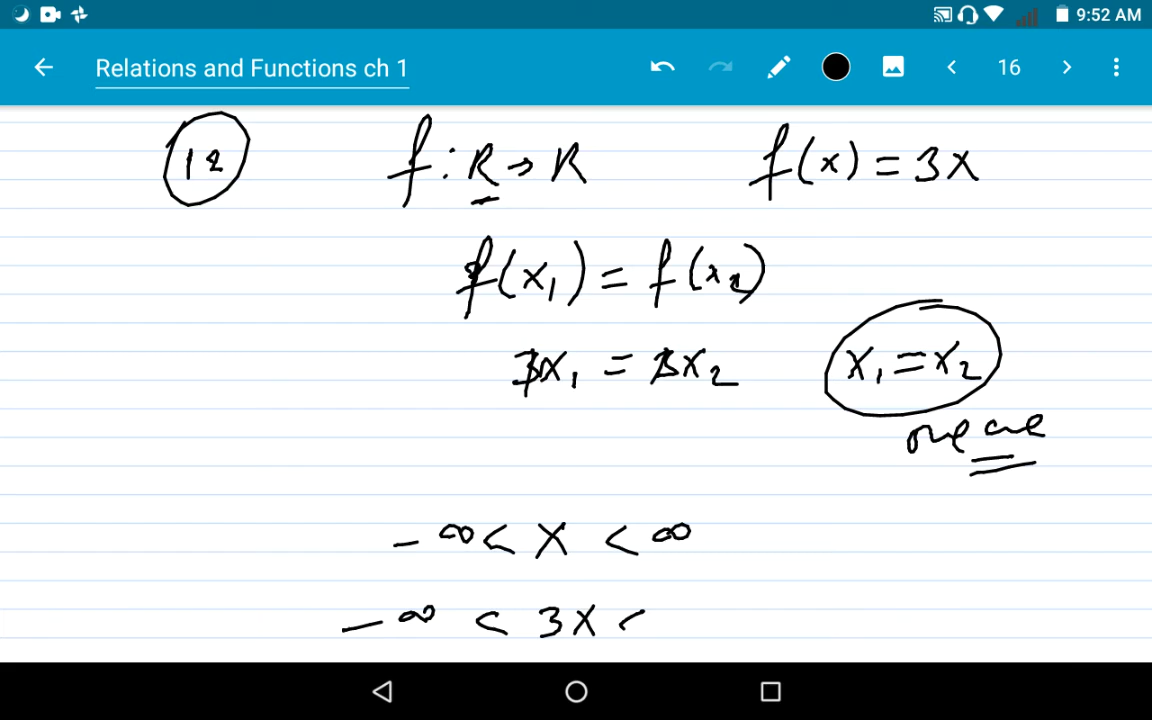 9:52 AM
Relations and Functions ch 1
16
12 f : R → R f(x) = 3x
f(x₁) = f(x₂)
3x₁ = 3x₂ x₁ = x₂
one one
- ∞ < x < ∞
- ∞ < 3x <